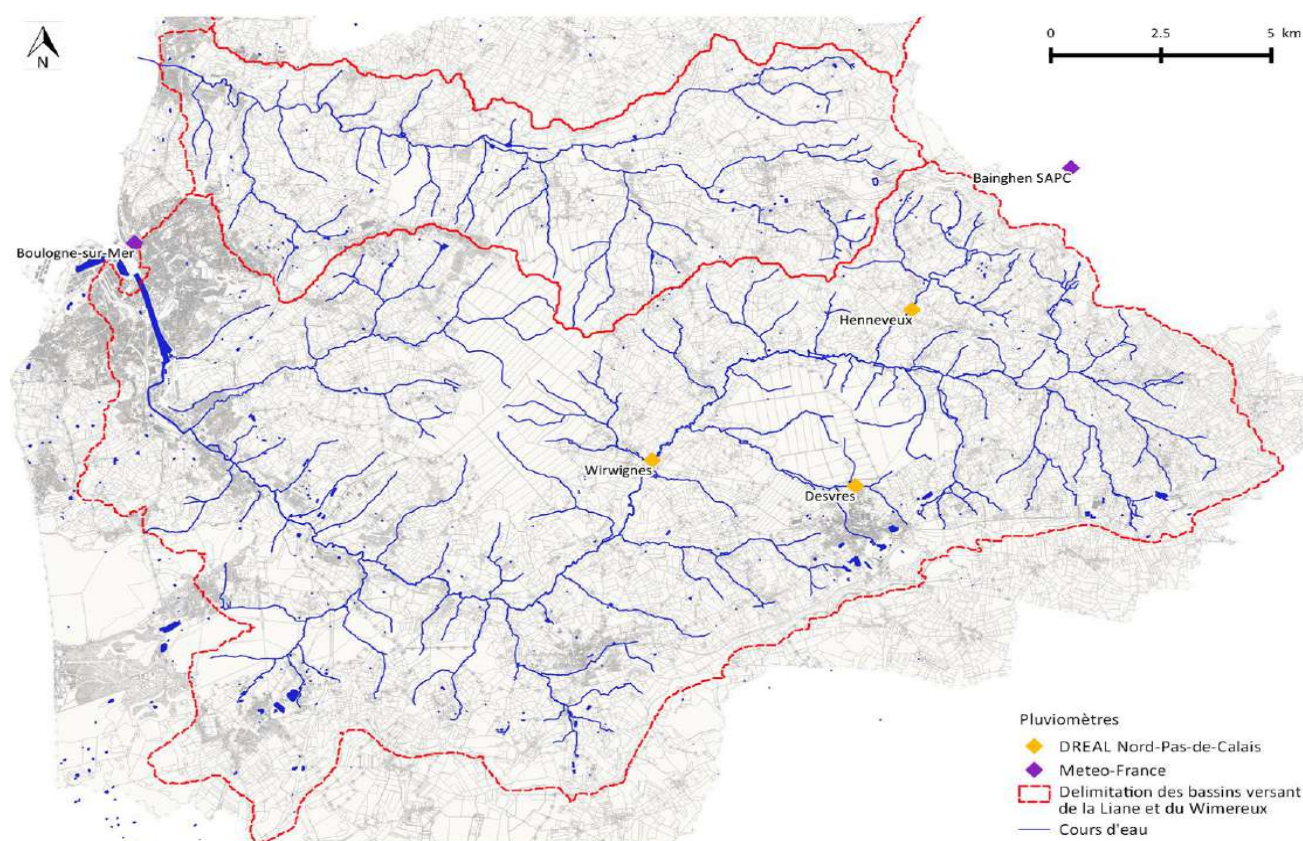 N
0 2.5 5 km
Bainghen SAPC
Boulogne-sur-Mer
Henneveux
Wirwignes
Desvres
Pluviomètres
DREAL Nord-Pas-de-Calais
Meteo-France
Delimitation des bassins versant
de la Liane et du Wimereux
Cours d'eau